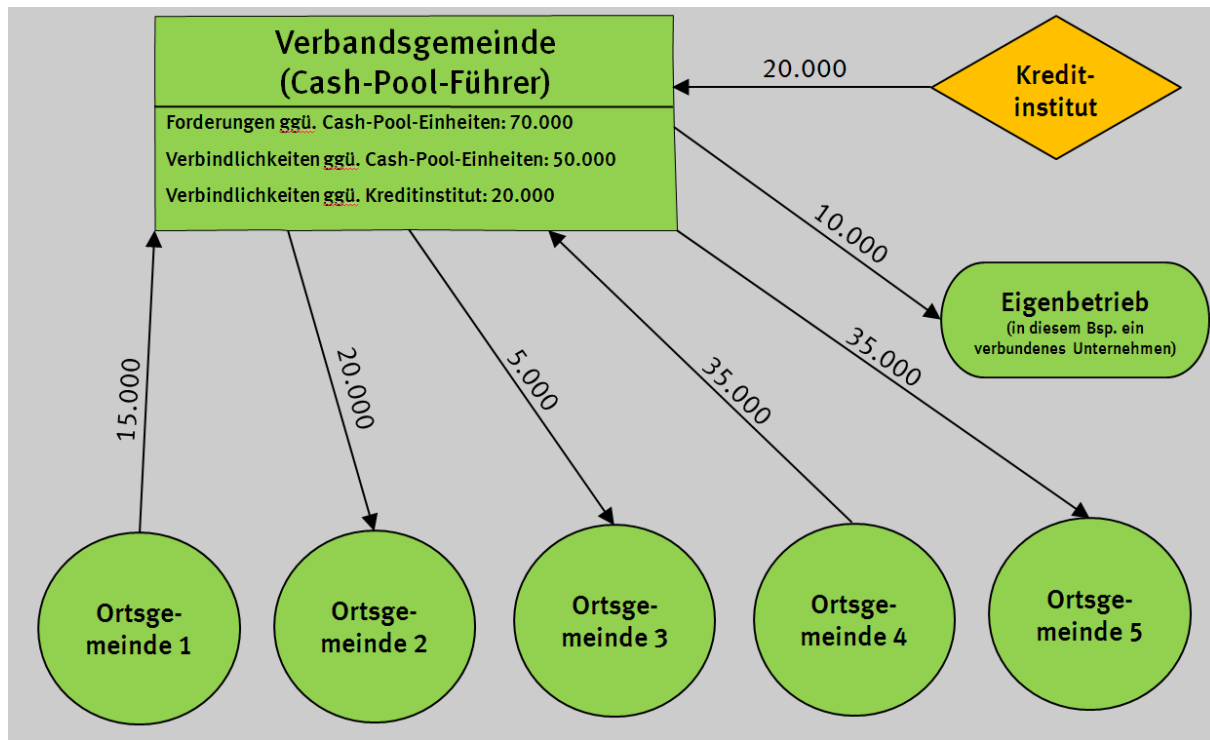 Verbandsgemeinde
(Cash-Pool-Führer)
Forderungen ggü. Cash-Pool-Einheiten: 70.000
Verbindlichkeiten ggü. Cash-Pool-Einheiten: 50.000
Verbindlichkeiten ggü. Kreditinstitut: 20.000
20.000
Kredit-
institut
10.000
Eigenbetrieb
(in diesem Bsp. ein
verbundenes Unternehmen)
15.000
20.000
5.000
35.000
35.000
Ortsge-
meinde 1
Ortsge-
meinde 2
Ortsge-
meinde 3
Ortsge-
meinde 4
Ortsge-
meinde 5